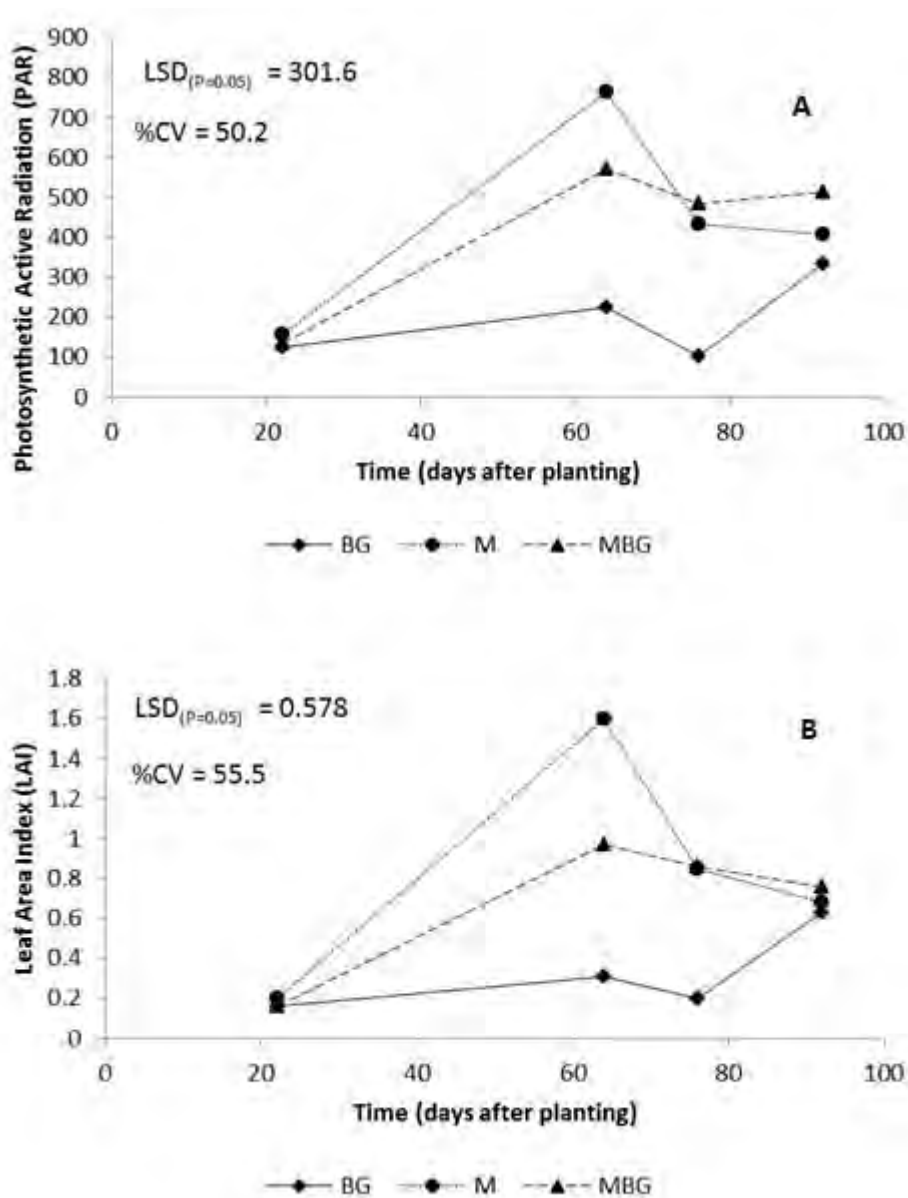 900
800
700
600
500
400
300
200
100
0
Photosynthetic Active Radiation (PAR)
LSD(P=0.05) = 301.6
%CV = 50.2
A
0 20 40 60 80 100
Time (days after planting)
BG M MBG
1.8
1.6
1.4
1.2
1
0.8
0.6
0.4
0.2
0
Leaf Area Index (LAI)
LSD(P=0.05) = 0.578
%CV = 55.5
B
0 20 40 60 80 100
Time (days after planting)
BG M MBG